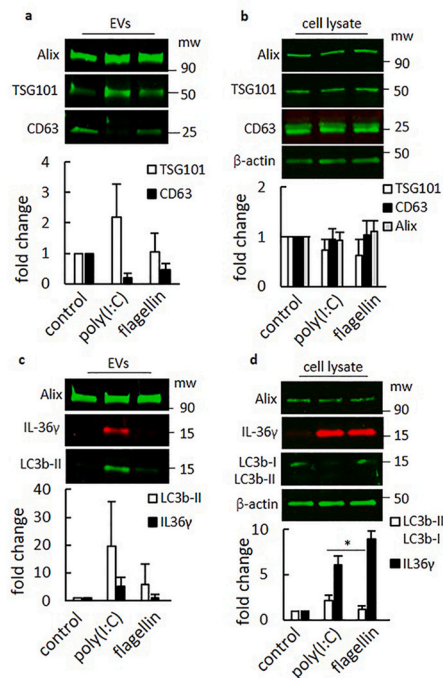 a
EVs
mw
Alix
90
TSG101
50
CD63
25
fold change
4
3
2
1
0
TSG101
CD63
control
poly(I:C)
flagellin
b
cell lysate
mw
Alix
90
TSG101
50
CD63
25
β-actin
50
fold change
2
1
0
TSG101
CD63
Alix
control
poly(I:C)
flagellin
c
EVs
mw
Alix
90
IL-36γ
15
LC3b-II
15
fold change
40
30
20
10
0
LC3b-II
IL36γ
control
poly(I:C)
flagellin
d
cell lysate
mw
Alix
90
IL-36γ
15
LC3b-I
LC3b-II
15
β-actin
50
fold change
10
8
6
4
2
0
*
LC3b-II
LC3b-I
IL36γ
control
poly(I:C)
flagellin